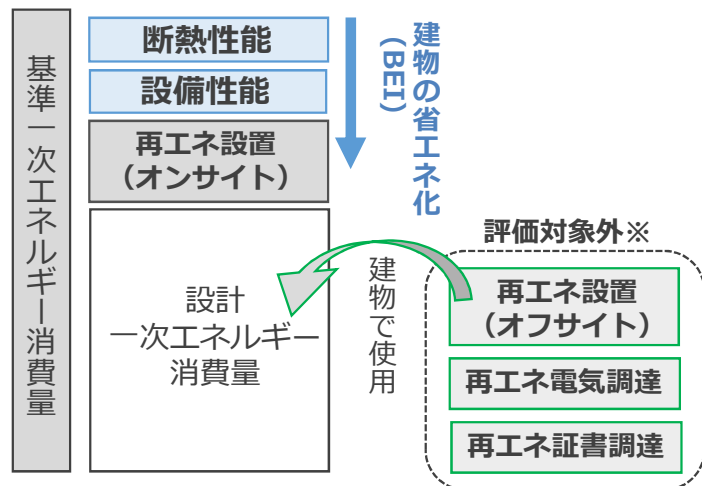 基準一次エネルギー消費量
断熱性能
設備性能
再エネ設置
（オンサイト）
設計
一次エネルギー
消費量
建物の省エネ化
(BEI)
建物で使用
評価対象外※
再エネ設置
（オフサイト）
再エネ電気調達
再エネ証書調達